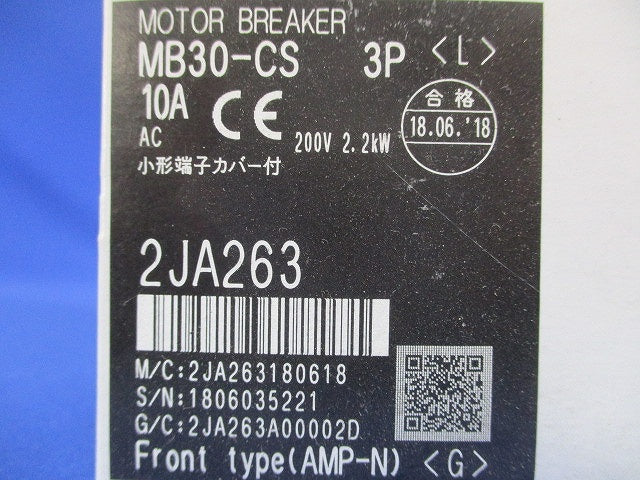 MOTOR BREAKER
MB30-CS 3P <L>
10A CE 合格
AC 200V 2.2kW 18.06.'18
小形端子カバー付
2JA263
M/C:2JA263180618
S/N:1806035221
G/C:2JA263A00002D
Front type(AMP-N) <G>